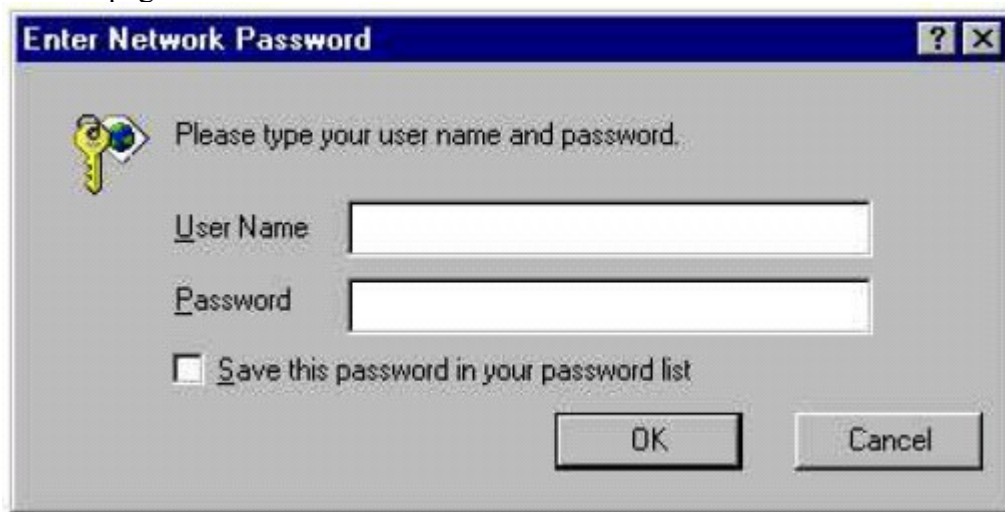 Enter Network Password
Please type your user name and password.
User Name
Password
Save this password in your password list
OK Cancel